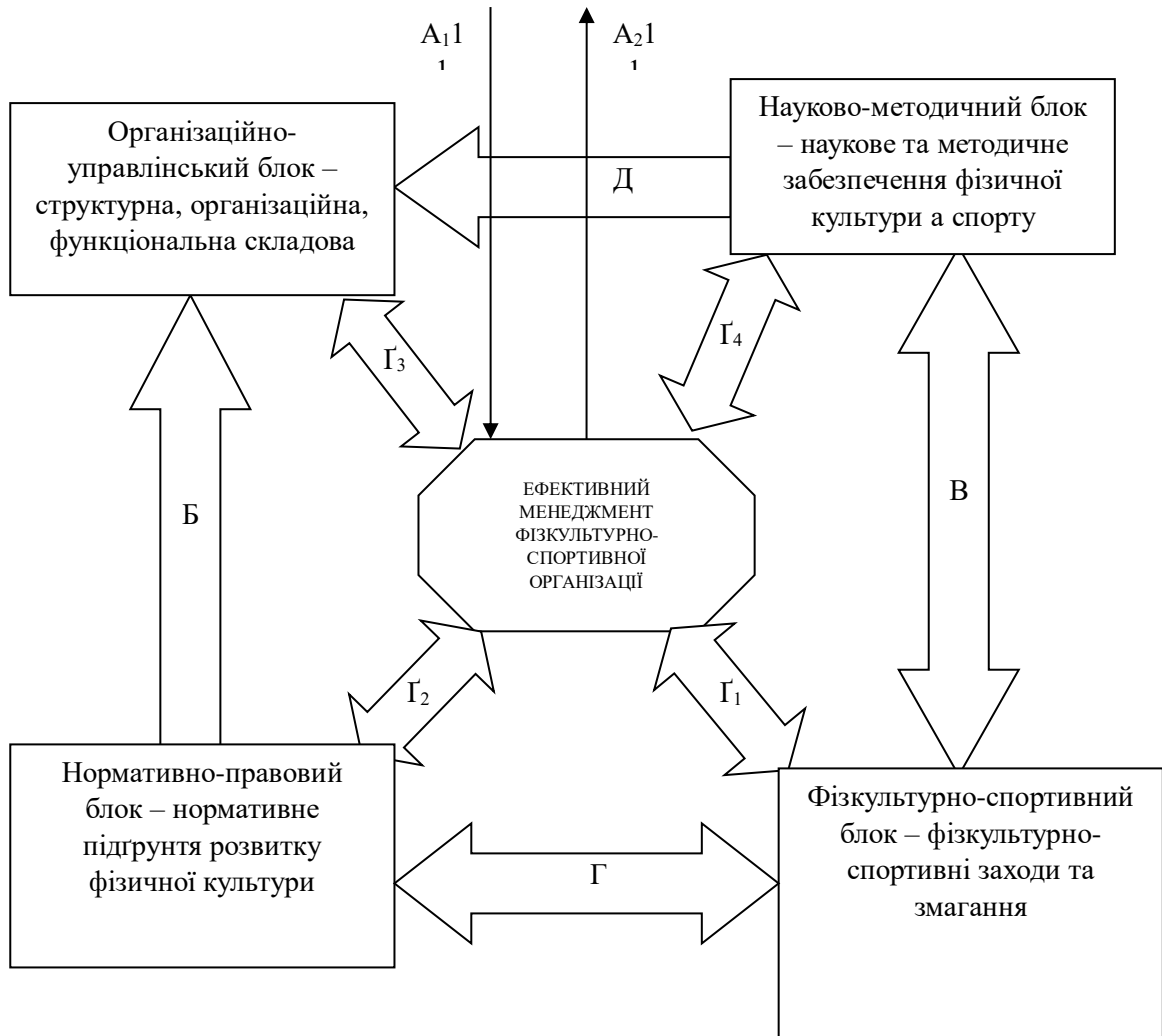 А₁1
1
А₂1
1
Організаційно-
управлінський блок –
структурна, організаційна,
функціональна складова
Науково-методичний блок
– наукове та методичне
забезпечення фізичної
культури а спорту
Д
Ґ₃
Ґ₄
Б
ЕФЕКТИВНИЙ
МЕНЕДЖМЕНТ
ФІЗКУЛЬТУРНО-
СПОРТИВНОЇ
ОРГАНІЗАЦІЇ
В
Ґ₂
Ґ₁
Нормативно-правовий
блок – нормативне
підґрунтя розвитку
фізичної культури
Г
Фізкультурно-спортивний
блок – фізкультурно-
спортивні заходи та
змагання